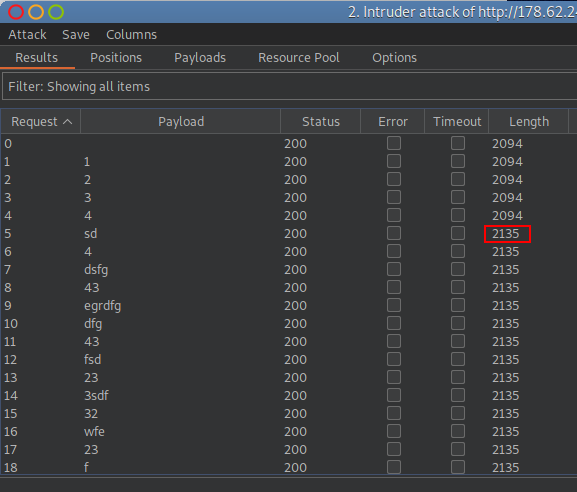 2. Intruder attack of http://178.62.2
Attack Save Columns
Results Positions Payloads Resource Pool Options
Filter: Showing all items
Request Payload Status Error Timeout Length
0 200 2094
1 1 200 2094
2 2 200 2094
3 3 200 2094
4 4 200 2094
5 sd 200 2135
6 4 200 2135
7 dsfg 200 2135
8 43 200 2135
9 egrdfg 200 2135
10 dfg 200 2135
11 43 200 2135
12 fsd 200 2135
13 23 200 2135
14 3sdf 200 2135
15 32 200 2135
16 wfe 200 2135
17 23 200 2135
18 f 200 2135